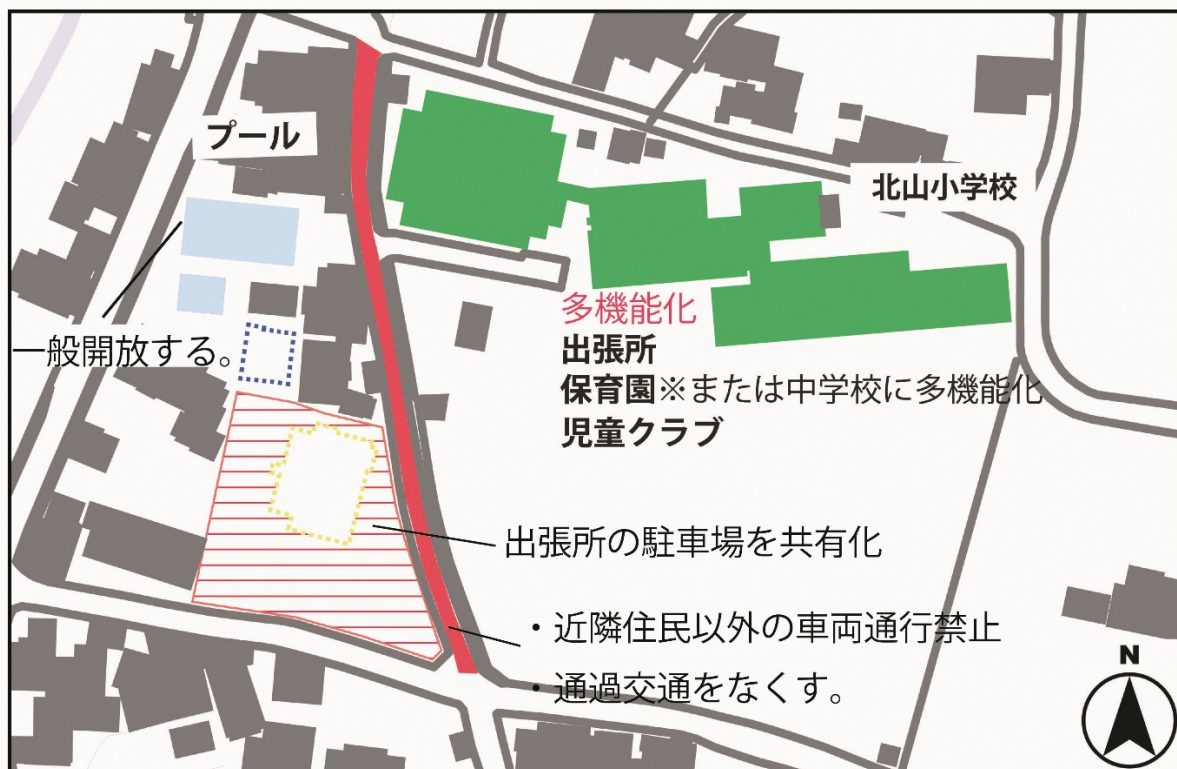 プール
北山小学校
一般開放する。
多機能化
出張所
保育園※または中学校に多機能化
児童クラブ
出張所の駐車場を共有化
・近隣住民以外の車両通行禁止
・通過交通をなくす。
N